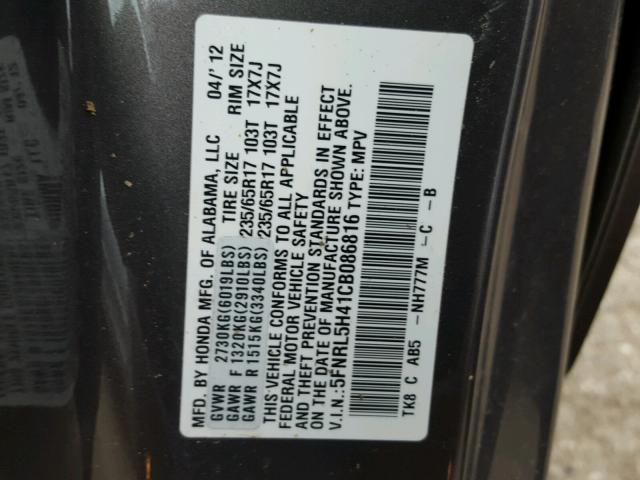 MFD. BY HONDA MFG. OF ALABAMA, LLC 04/'12
GVWR 2730KG(6019LBS) TIRE SIZE RIM SIZE
GAWR F 1320KG(2910LBS) 235/65R17 103T 17X7J
GAWR R 1515KG(3340LBS) 235/65R17 103T 17X7J
THIS VEHICLE CONFORMS TO ALL APPLICABLE
FEDERAL MOTOR VEHICLE SAFETY
AND THEFT PREVENTION STANDARDS IN EFFECT
ON THE DATE OF MANUFACTURE SHOWN ABOVE.
V.I.N.:5FNRL5H41CB086816 TYPE: MPV
TK8 C AB5 -NH777M -C -B